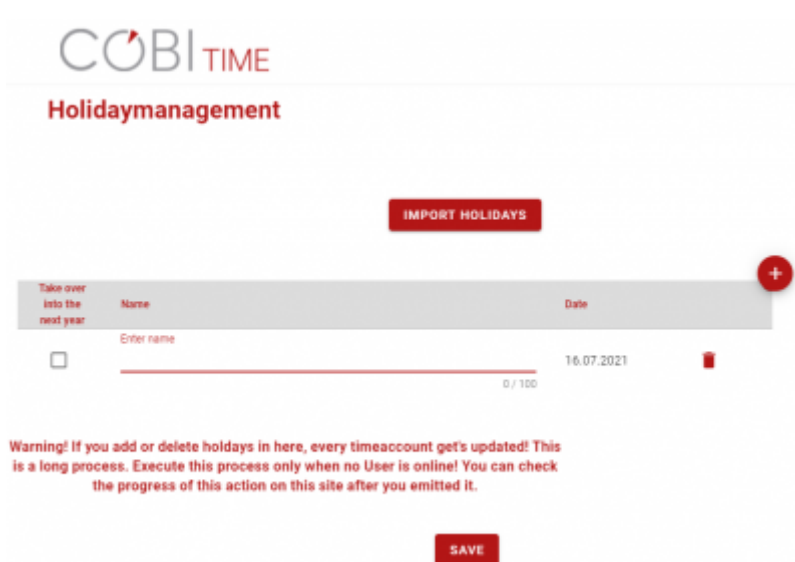 COBI TIME
Holidaymanagement
IMPORT HOLIDAYS
+
Take over
into the
next year
Name
Date
Enter name
16.07.2021
0 / 100
Warning! If you add or delete holdays in here, every timeaccount get's updated! This
is a long process. Execute this process only when no User is online! You can check
the progress of this action on this site after you emitted it.
SAVE